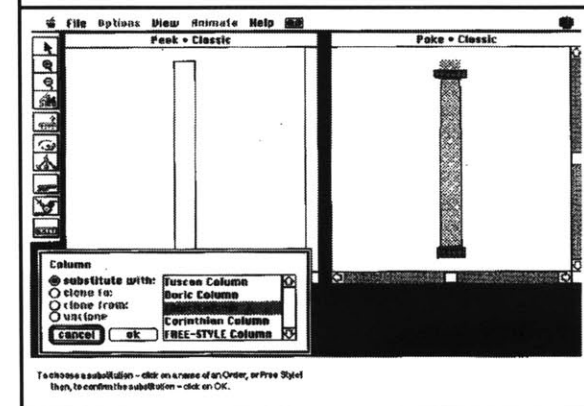 File Options View Animate Help
Peek • Classic
Poke • Classic
Column
substitute with:
clone to:
clone from:
unclone
cancel ok
Tuscan Column
Doric Column
Corinthian Column
FREE-STYLE Column
To choose a substitution - click on a name of an Order, or Free Style!
then, to confirm the substitution - click on OK.